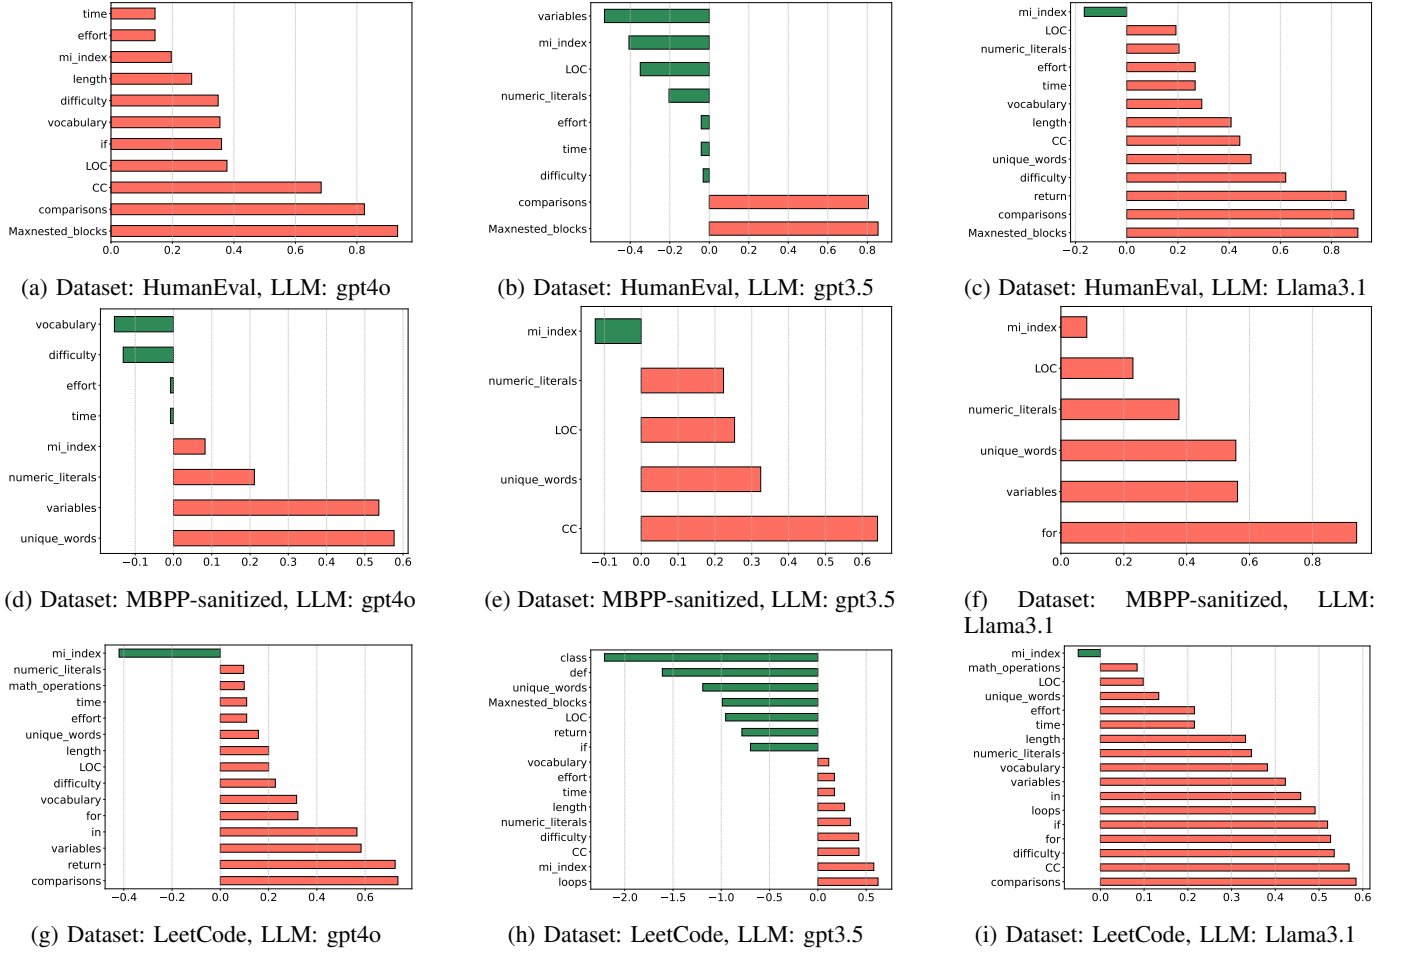 time
effort
mi_index
length
difficulty
vocabulary
if
LOC
CC
comparisons
Maxnested_blocks
0.0 0.2 0.4 0.6 0.8
(a) Dataset: HumanEval, LLM: gpt4o
variables
mi_index
LOC
numeric_literals
effort
time
difficulty
comparisons
Maxnested_blocks
−0.4 −0.2 0.0 0.2 0.4 0.6 0.8
(b) Dataset: HumanEval, LLM: gpt3.5
mi_index
LOC
numeric_literals
effort
time
vocabulary
length
CC
unique_words
difficulty
return
comparisons
Maxnested_blocks
−0.2 0.0 0.2 0.4 0.6 0.8
(c) Dataset: HumanEval, LLM: Llama3.1
vocabulary
difficulty
effort
time
mi_index
numeric_literals
variables
unique_words
−0.1 0.0 0.1 0.2 0.3 0.4 0.5 0.6
(d) Dataset: MBPP-sanitized, LLM: gpt4o
mi_index
numeric_literals
LOC
unique_words
CC
−0.1 0.0 0.1 0.2 0.3 0.4 0.5 0.6
(e) Dataset: MBPP-sanitized, LLM: gpt3.5
mi_index
LOC
numeric_literals
unique_words
variables
for
0.0 0.2 0.4 0.6 0.8
(f) Dataset: MBPP-sanitized, LLM:
Llama3.1
mi_index
numeric_literals
math_operations
time
effort
unique_words
length
LOC
difficulty
vocabulary
for
in
variables
return
comparisons
−0.4 −0.2 0.0 0.2 0.4 0.6
(g) Dataset: LeetCode, LLM: gpt4o
class
def
unique_words
Maxnested_blocks
LOC
return
if
vocabulary
effort
time
length
numeric_literals
difficulty
CC
mi_index
loops
−2.0 −1.5 −1.0 −0.5 0.0 0.5
(h) Dataset: LeetCode, LLM: gpt3.5
mi_index
math_operations
LOC
unique_words
effort
time
length
numeric_literals
vocabulary
variables
in
loops
if
for
difficulty
CC
comparisons
0.0 0.1 0.2 0.3 0.4 0.5 0.6
(i) Dataset: LeetCode, LLM: Llama3.1